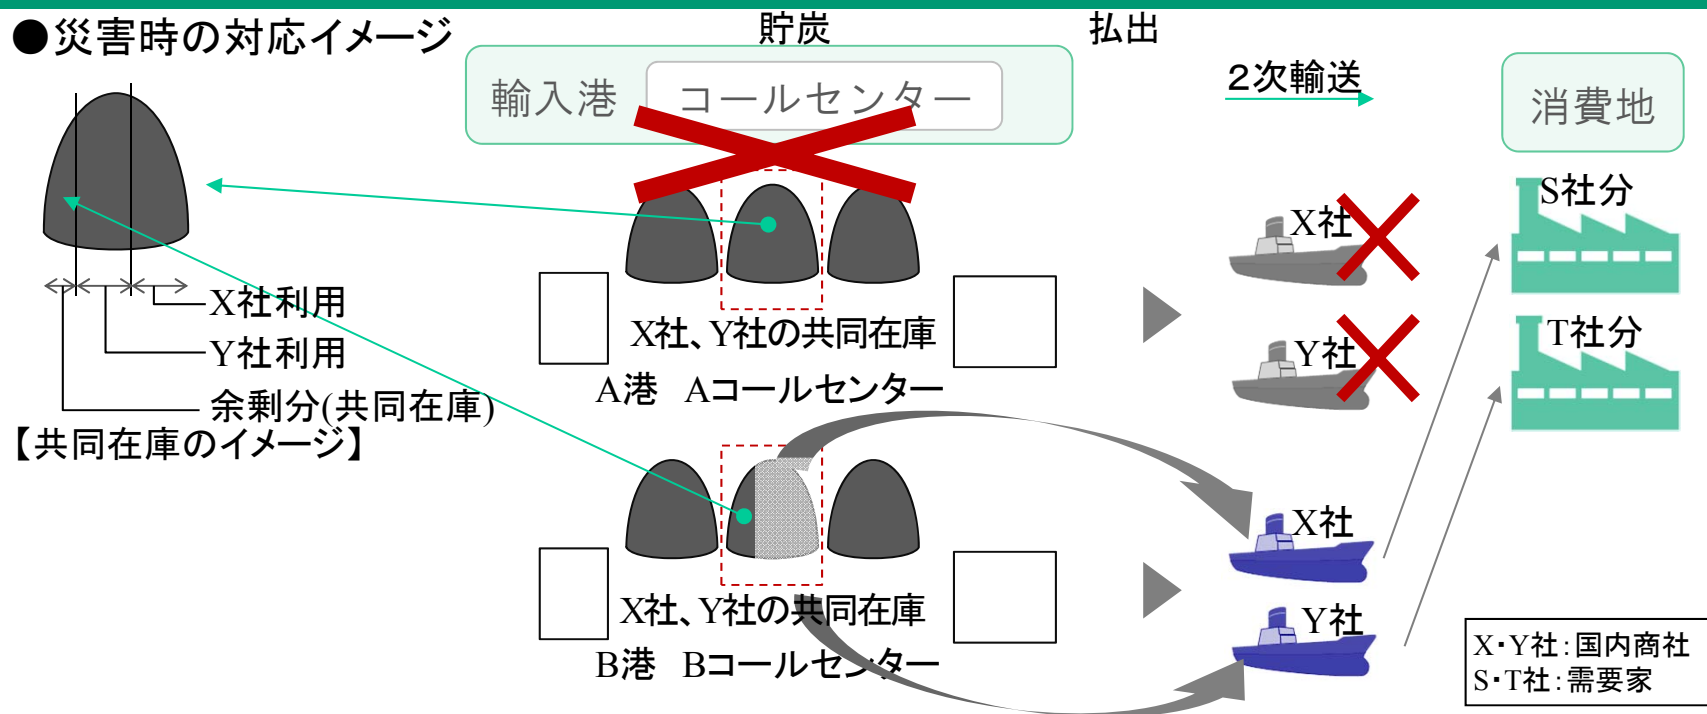 ●災害時の対応イメージ
貯炭
払出
輸入港
コールセンター
２次輸送
消費地
X社利用
Y社利用
余剰分(共同在庫)
【共同在庫のイメージ】
X社、Y社の共同在庫
A港 Aコールセンター
X社
Y社
S社分
T社分
X社、Y社の共同在庫
B港 Bコールセンター
X社
Y社
X・Y社：国内商社
S・T社：需要家